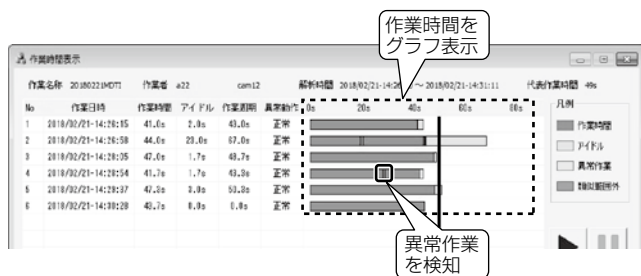 作業時間を
グラフ表示
作業時間表示
作業名称 20180221MDTI 作業者 a22 cam12 解析時間 2018/02/21-14:26 ～ 2018/02/21-14:31:11 代表作業時間 49s
No 作業日時 作業時間 アイドル 作業周期 異常動作 0s 20s 40s 60s 80s 凡例
1 2018/02/21-14:26:15 41.0s 2.0s 43.0s 正常 作業時間
2 2018/02/21-14:26:58 44.0s 23.0s 67.0s 正常 アイドル
3 2018/02/21-14:28:05 47.0s 1.7s 48.7s 正常 異常作業
4 2018/02/21-14:28:54 41.7s 1.7s 43.3s 正常 類似範囲外
5 2018/02/21-14:29:37 47.3s 3.0s 50.3s 正常
6 2018/02/21-14:30:28 43.7s 0.0s 0.0s 正常
異常作業
を検知